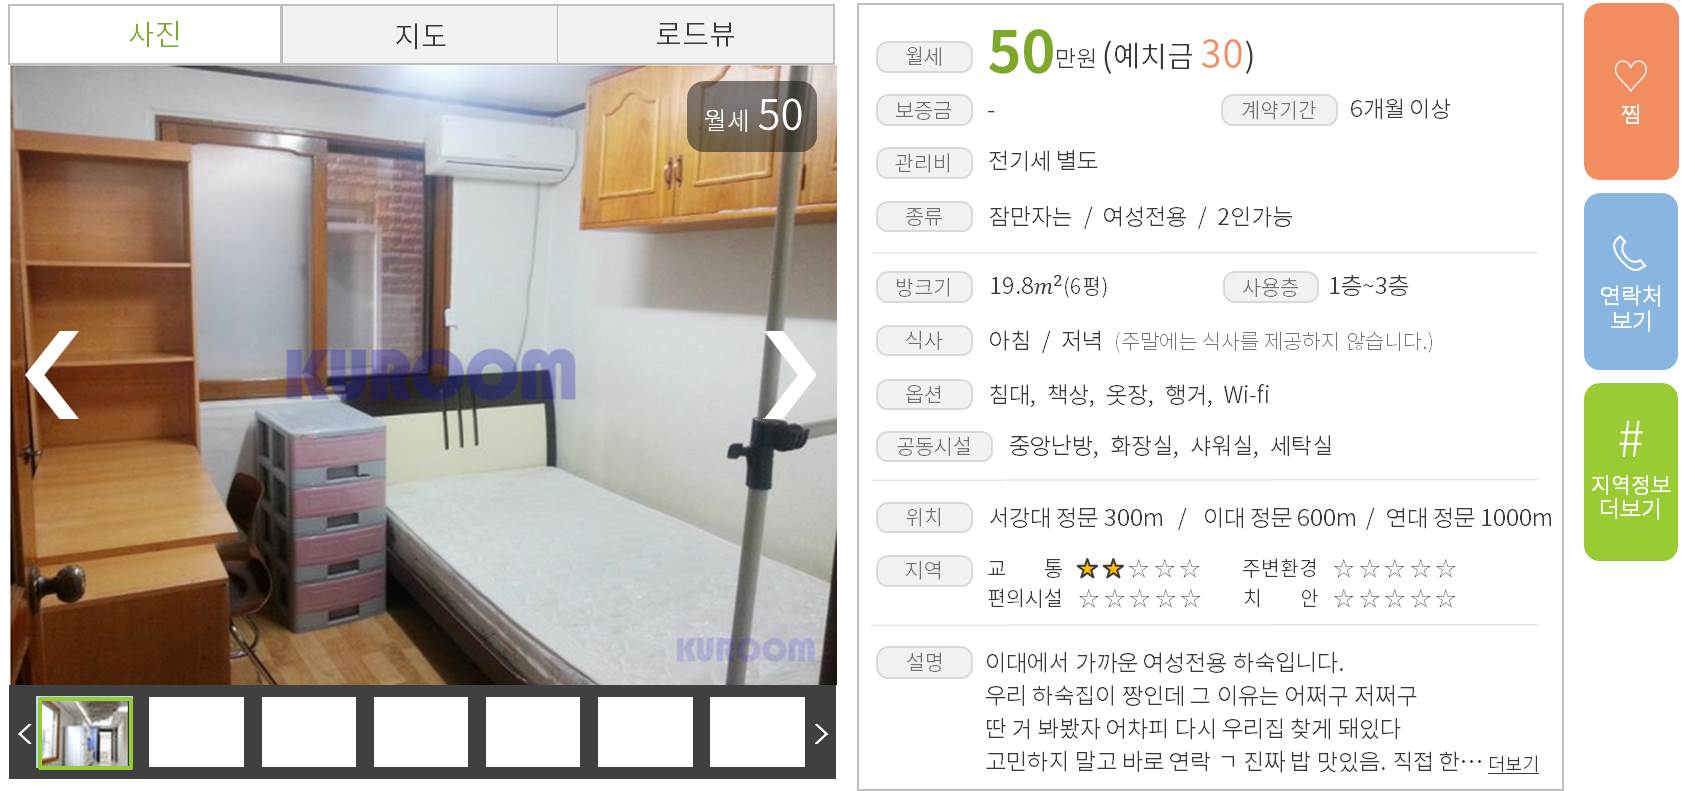 사진
지도
로드뷰
월세 50
KUROOM
KUROOM
월세 50만원 (예치금 30)
보증금 -
계약기간 6개월 이상
관리비 전기세 별도
종류 잠만자는 / 여성전용 / 2인가능
방크기 19.8m²(6평)
사용층 1층~3층
식사 아침 / 저녁 (주말에는 식사를 제공하지 않습니다.)
옵션 침대, 책상, 옷장, 행거, Wi-fi
공동시설 중앙난방, 화장실, 샤워실, 세탁실
위치 서강대 정문 300m / 이대 정문 600m / 연대 정문 1000m
지역 교 통 ★★☆☆☆ 주변환경 ☆☆☆☆☆
편의시설 ☆☆☆☆☆ 치 안 ☆☆☆☆☆
설명 이대에서 가까운 여성전용 하숙입니다.
우리 하숙집이 짱인데 그 이유는 어쩌구 저쩌구
딴 거 봐봤자 어차피 다시 우리집 찾게 돼있다
고민하지 말고 바로 연락 ㄱ 진짜 밥 맛있음. 직접 한… 더보기
♡
찜
연락처
보기
#
지역정보
더보기